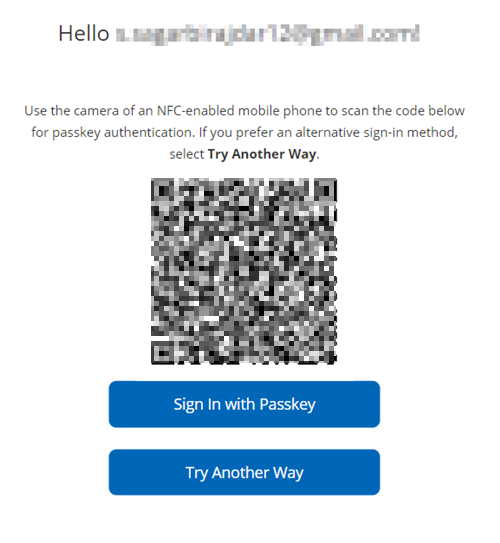 Hello
Use the camera of an NFC-enabled mobile phone to scan the code below
for passkey authentication. If you prefer an alternative sign-in method,
select Try Another Way.
Sign In with Passkey
Try Another Way